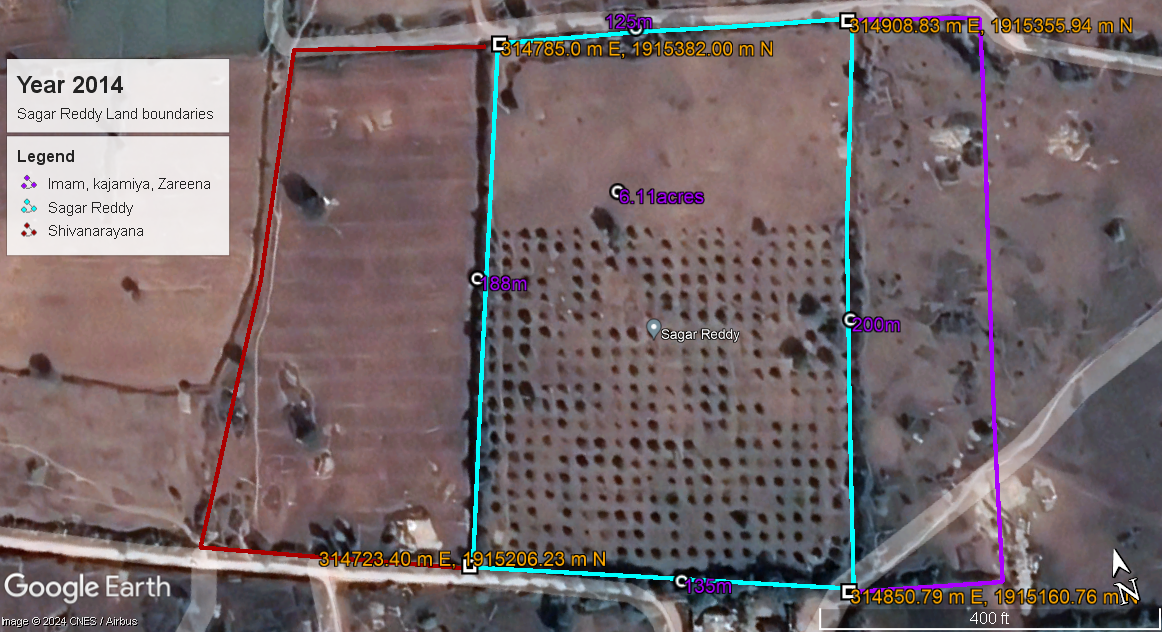 125m
314908.83 m E, 1915355.94 m N
314785.0 m E, 1915382.00 m N
Year 2014
Sagar Reddy Land boundaries
Legend
Imam, kajamiya, Zareena
Sagar Reddy
Shivanarayana
6.11acres
188m
200m
Sagar Reddy
314723.40 m E, 1915206.23 m N
135m
314850.79 m E, 1915160.76 m N
Google Earth
N
400 ft
Image © 2024 CNES / Airbus